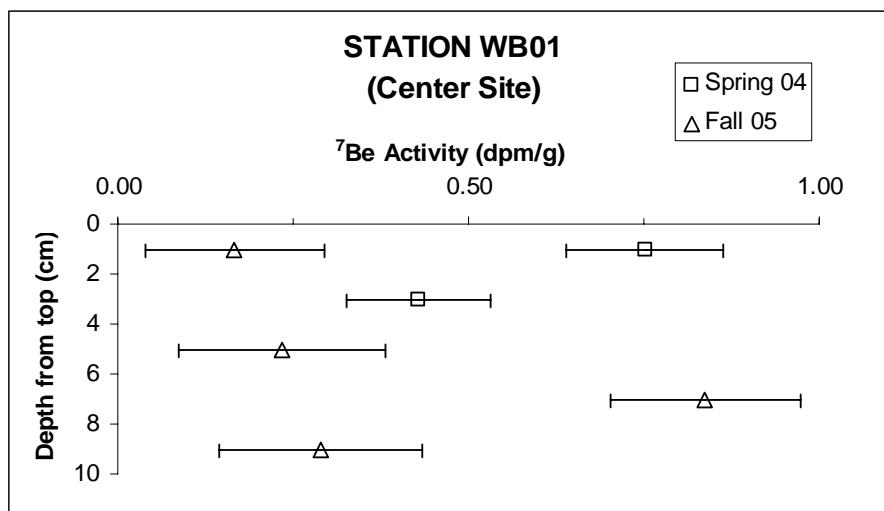 STATION WB01
(Center Site)
Spring 04
Fall 05
⁷Be Activity (dpm/g)
0.00 0.50 1.00
Depth from top (cm)
0
2
4
6
8
10